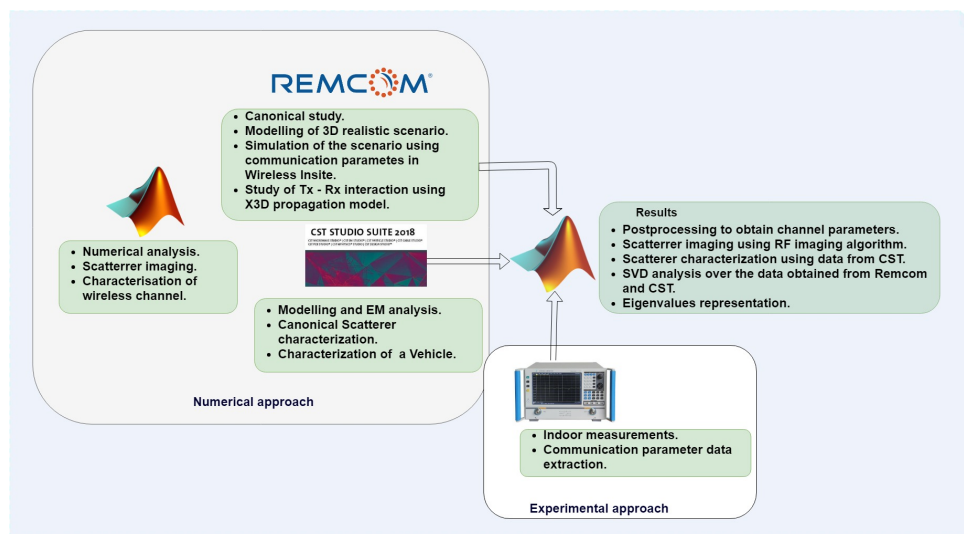 REMCOM
Canonical study.
Modelling of 3D realistic scenario.
Simulation of the scenario using
communication parametes in
Wireless Insite.
Study of Tx - Rx interaction using
X3D propagation model.
Numerical analysis.
Scatterrer imaging.
Characterisation of
wireless channel.
CST STUDIO SUITE 2018
Modelling and EM analysis.
Canonical Scatterer
characterization.
Characterization of a Vehicle.
Numerical approach
Results
Postprocessing to obtain channel parameters.
Scatterrer imaging using RF imaging algorithm.
Scatterer characterization using data from CST.
SVD analysis over the data obtained from Remcom
and CST.
Eigenvalues representation.
Indoor measurements.
Communication parameter data
extraction.
Experimental approach